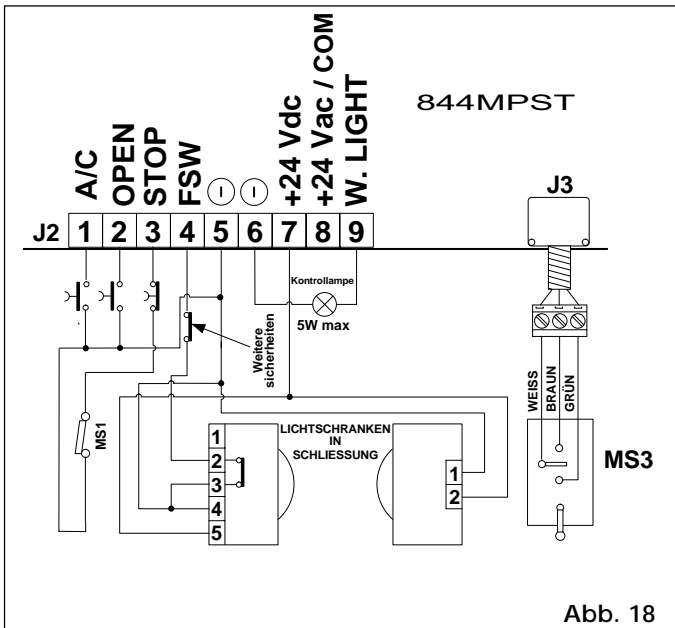 844MPST
A/C
OPEN
STOP
FSW
+24 Vdc
+24 Vac / COM
W. LIGHT
J2 1 2 3 4 5 6 7 8 9
J3
Kontrollampe
5W max
Weitere
sicherheiten
MS1
LICHTSCHRANKEN
IN
SCHLIESSUNG
1
2
3
4
5
1
2
WEISS
BRAUN
GRÜN
MS3
Abb. 18